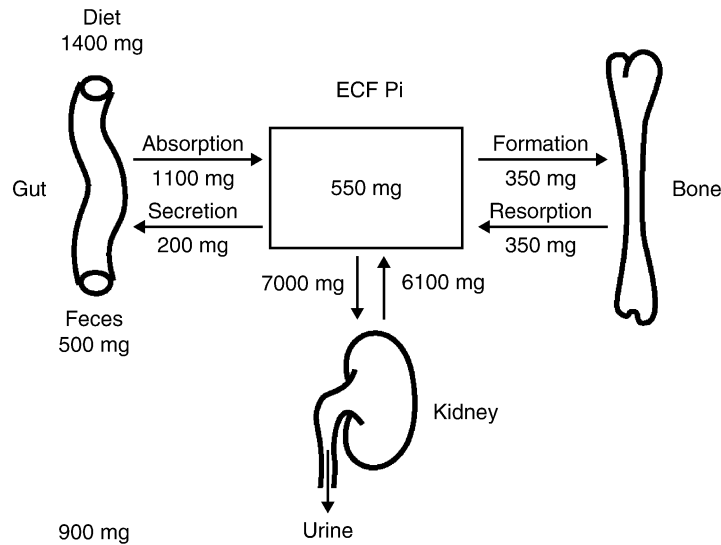 Diet
1400 mg
ECF Pi
Absorption
1100 mg
Formation
350 mg
Gut
550 mg
Bone
Secretion
200 mg
Resorption
350 mg
7000 mg
6100 mg
Feces
500 mg
Kidney
900 mg
Urine